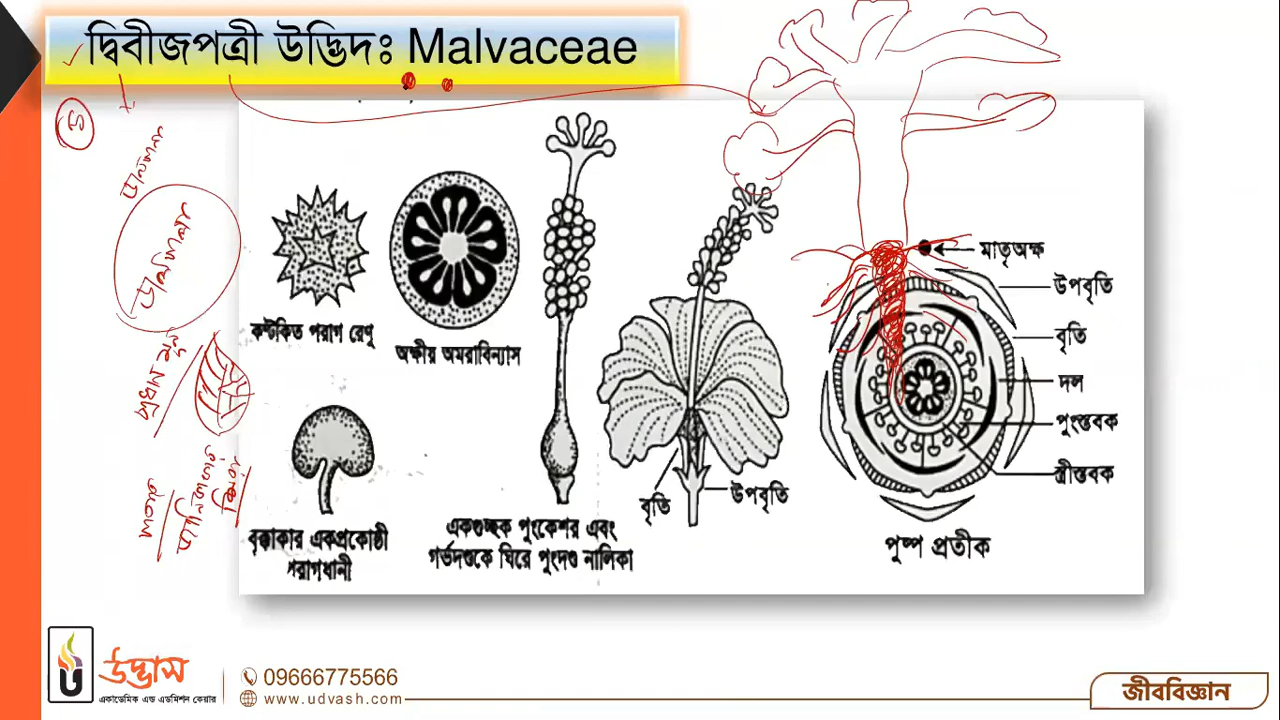 দ্বিবীজপত্রী উদ্ভিদঃ Malvaceae
কন্টকিত পরাগ রেণু
অক্ষীয় অমরাবিন্যাস
বৃক্কাকার একপ্রকোষ্ঠী
পরাগধানী
একগুচ্ছক পুংকেশর এবং
গর্ভদণ্ডকে ঘিরে পুংদণ্ড নালিকা
বৃতি
উপবৃতি
মাতৃঅক্ষ
উপবৃতি
বৃতি
দল
পুংস্তবক
স্ত্রীস্তবক
পুষ্প প্রতীক
প্রধান মূল
উদ্ভাস
একাডেমিক এন্ড এডমিশন কেয়ার
09666775566
www.udvash.com
জীববিজ্ঞান